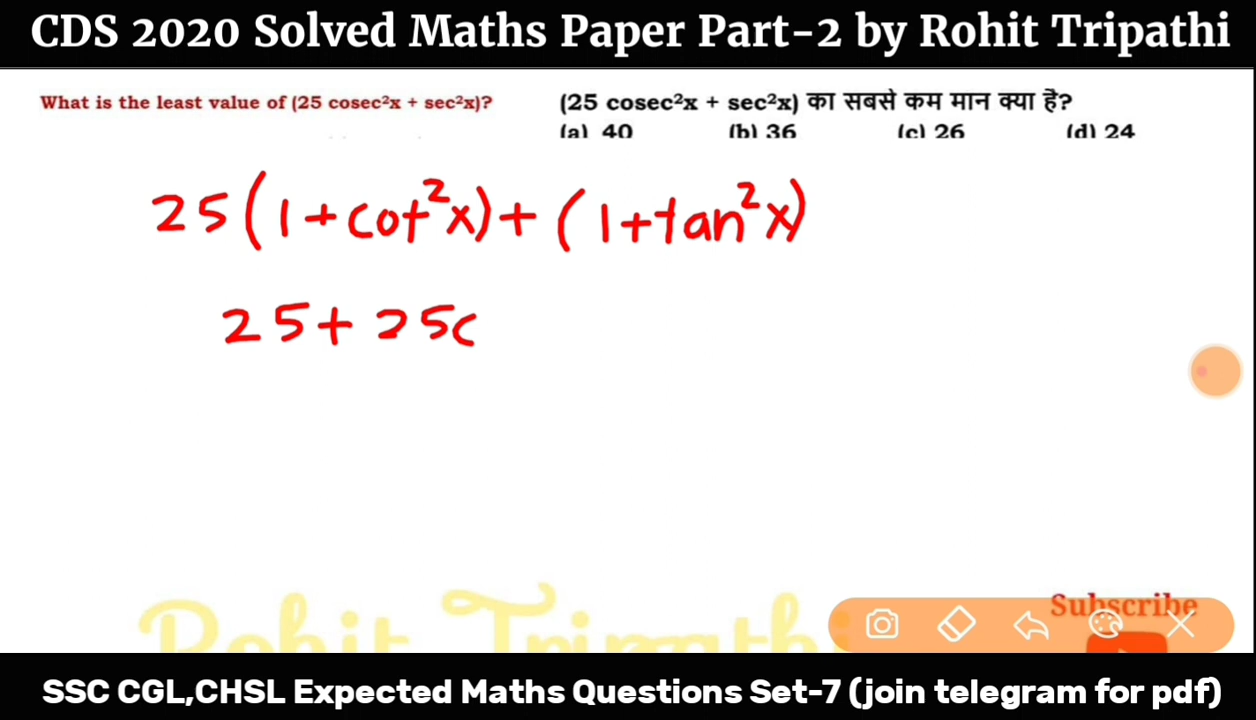 CDS 2020 Solved Maths Paper Part-2 by Rohit Tripathi
What is the least value of (25 cosec²x + sec²x)?
(25 cosec²x + sec²x) का सबसे कम मान क्या है?
(a) 40 (b) 36 (c) 26 (d) 24
25(1+cot²x)+(1+tan²x)
25+25c
Rohit Tripathi
Subscribe
SSC CGL,CHSL Expected Maths Questions Set-7 (join telegram for pdf)